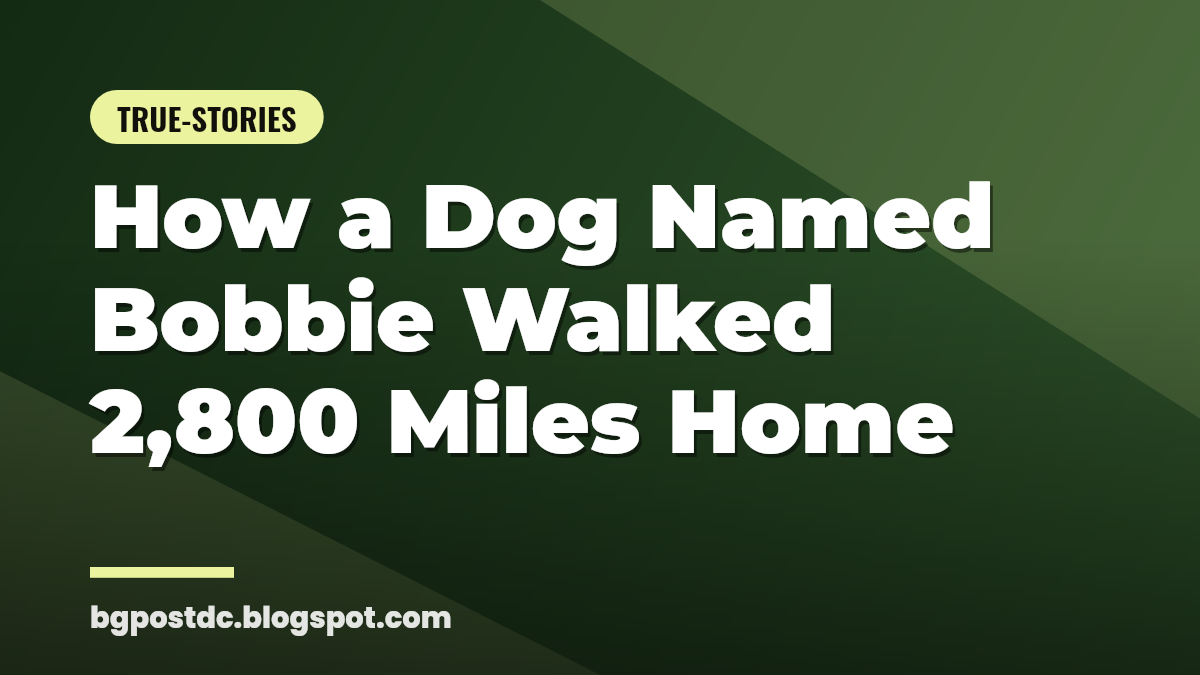 TRUE-STORIES
How a Dog Named
Bobbie Walked
2,800 Miles Home
bgpostdc.blogspot.com